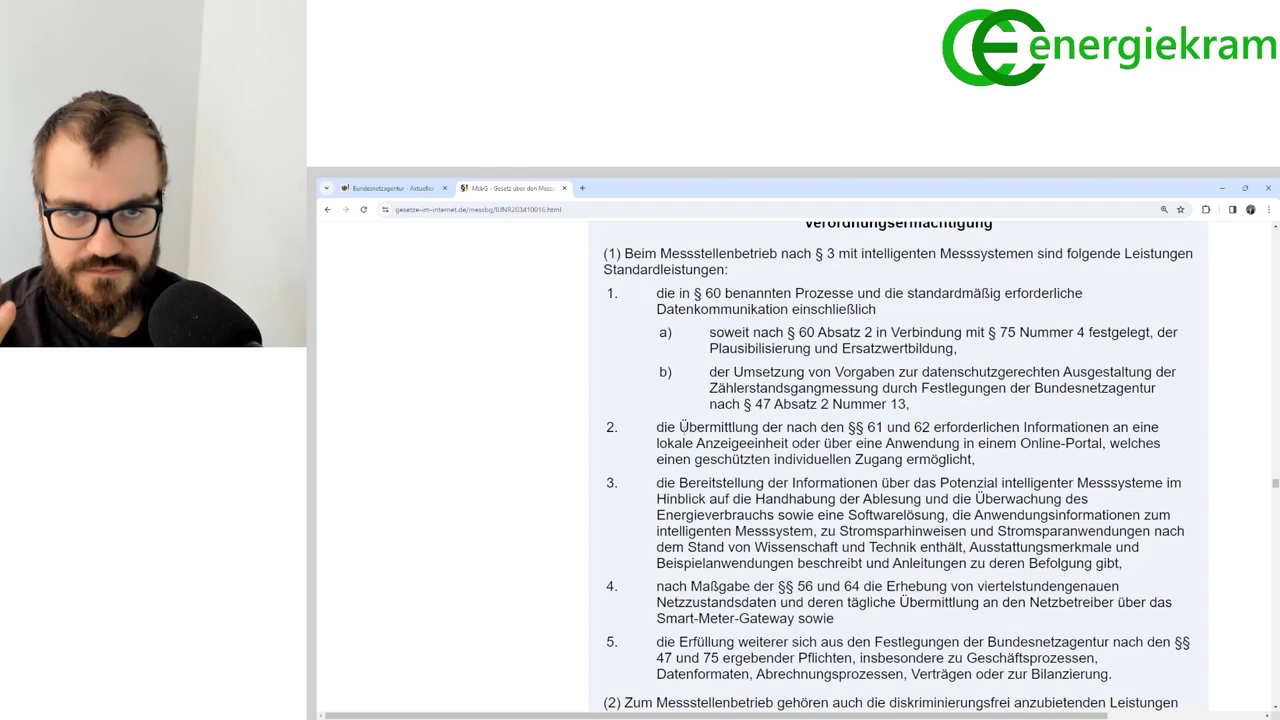 energiekram
Bundesnetzagentur - Aktuelles
MsbG - Gesetz über den Mess
gesetze-im-internet.de/messbg/BJNR203410016.html
Verordnungsermächtigung
(1) Beim Messstellenbetrieb nach § 3 mit intelligenten Messsystemen sind folgende Leistungen
Standardleistungen:
1. die in § 60 benannten Prozesse und die standardmäßig erforderliche
Datenkommunikation einschließlich
a) soweit nach § 60 Absatz 2 in Verbindung mit § 75 Nummer 4 festgelegt, der
Plausibilisierung und Ersatzwertbildung,
b) der Umsetzung von Vorgaben zur datenschutzgerechten Ausgestaltung der
Zählerstandsgangmessung durch Festlegungen der Bundesnetzagentur
nach § 47 Absatz 2 Nummer 13,
2. die Übermittlung der nach den §§ 61 und 62 erforderlichen Informationen an eine
lokale Anzeigeeinheit oder über eine Anwendung in einem Online-Portal, welches
einen geschützten individuellen Zugang ermöglicht,
3. die Bereitstellung der Informationen über das Potenzial intelligenter Messsysteme im
Hinblick auf die Handhabung der Ablesung und die Überwachung des
Energieverbrauchs sowie eine Softwarelösung, die Anwendungsinformationen zum
intelligenten Messsystem, zu Stromsparhinweisen und Stromsparanwendungen nach
dem Stand von Wissenschaft und Technik enthält, Ausstattungsmerkmale und
Beispielanwendungen beschreibt und Anleitungen zu deren Befolgung gibt,
4. nach Maßgabe der §§ 56 und 64 die Erhebung von viertelstundengenauen
Netzzustandsdaten und deren tägliche Übermittlung an den Netzbetreiber über das
Smart-Meter-Gateway sowie
5. die Erfüllung weiterer sich aus den Festlegungen der Bundesnetzagentur nach den §§
47 und 75 ergebender Pflichten, insbesondere zu Geschäftsprozessen,
Datenformaten, Abrechnungsprozessen, Verträgen oder zur Bilanzierung.
(2) Zum Messstellenbetrieb gehören auch die diskriminierungsfrei anzubietenden Leistungen